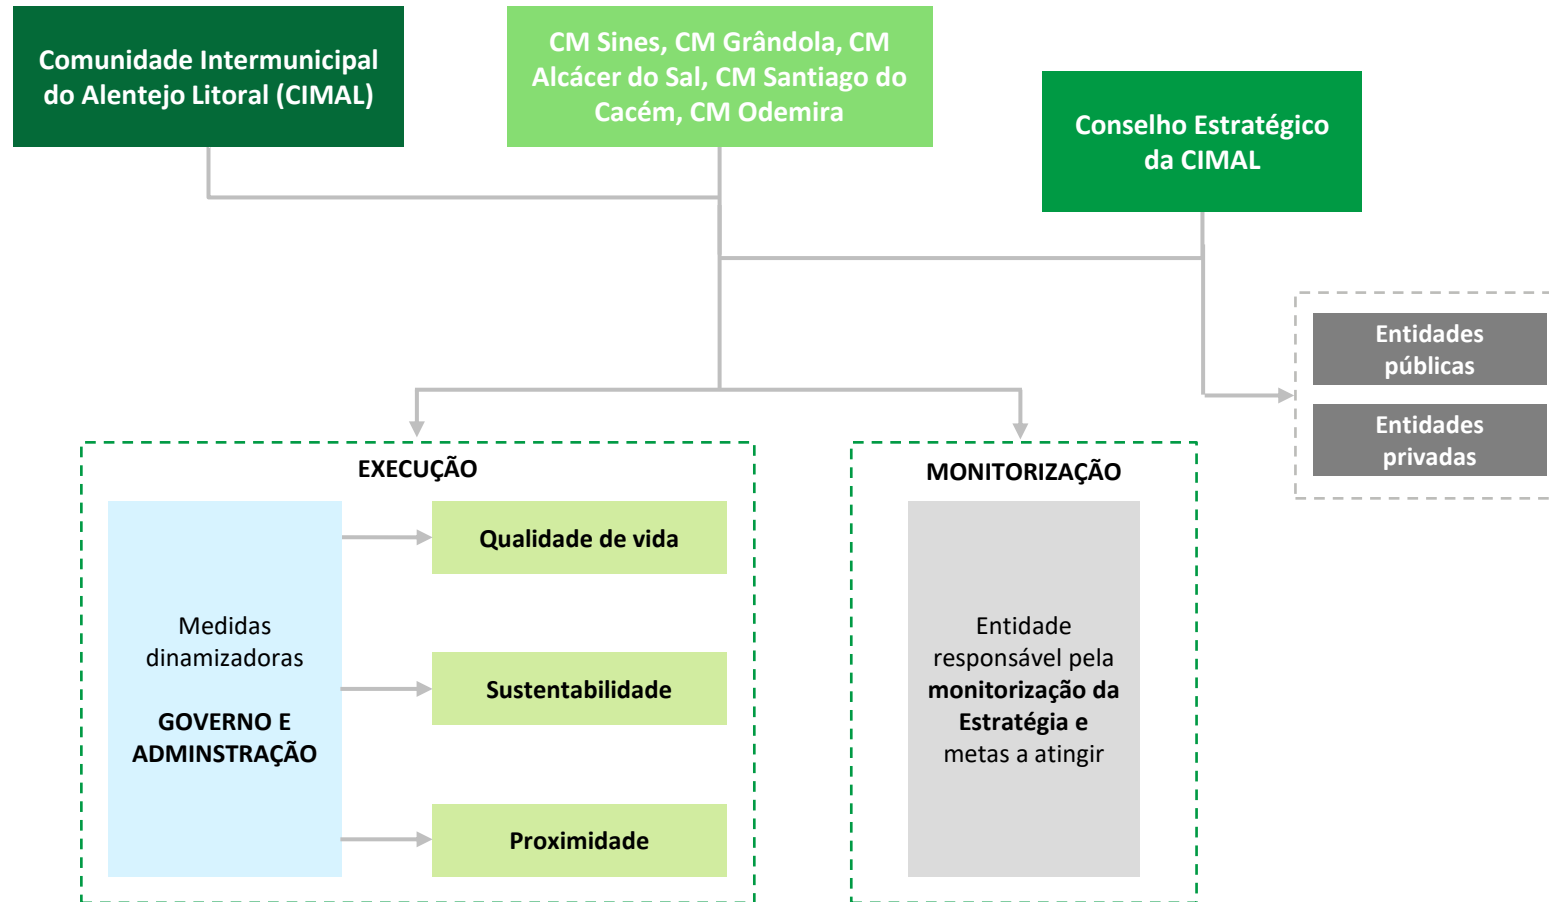 Comunidade Intermunicipal
do Alentejo Litoral (CIMAL)
CM Sines, CM Grândola, CM
Alcácer do Sal, CM Santiago do
Cacém, CM Odemira
Conselho Estratégico
da CIMAL
Entidades
públicas
Entidades
privadas
EXECUÇÃO
Medidas
dinamizadoras
GOVERNO E
ADMINSTRAÇÃO
Qualidade de vida
Sustentabilidade
Proximidade
MONITORIZAÇÃO
Entidade
responsável pela
monitorização da
Estratégia e
metas a atingir